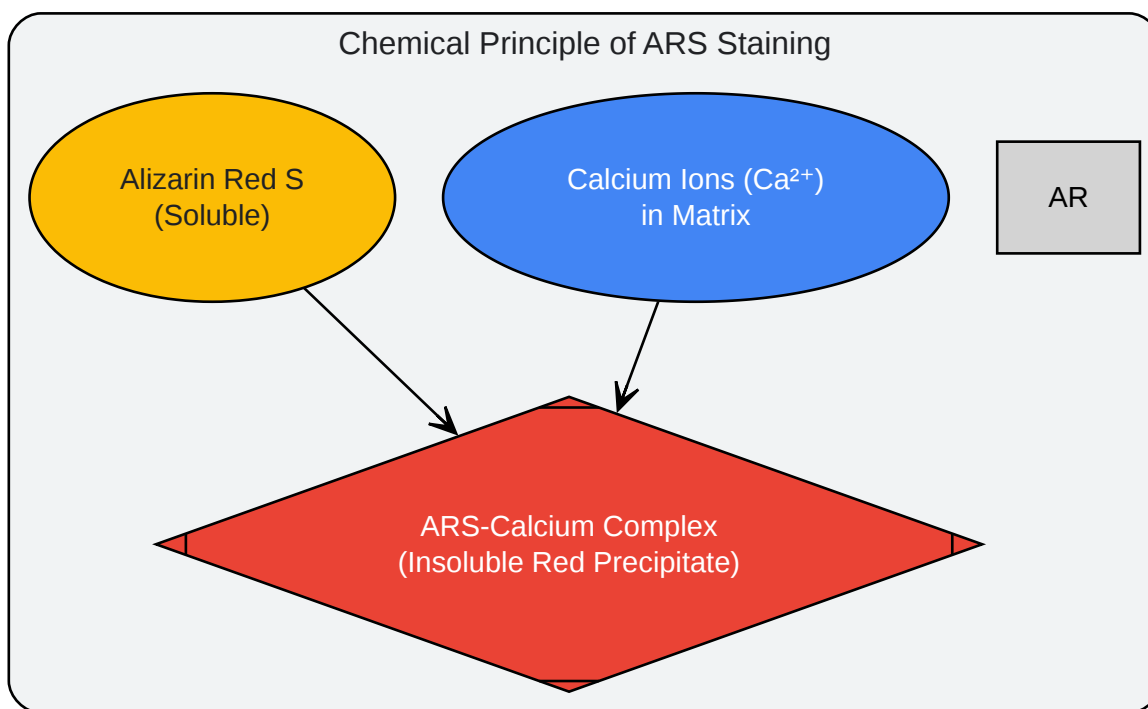 Chemical Principle of ARS Staining
Alizarin Red S
(Soluble)
Calcium Ions (Ca²⁺)
in Matrix
AR
ARS-Calcium Complex
(Insoluble Red Precipitate)